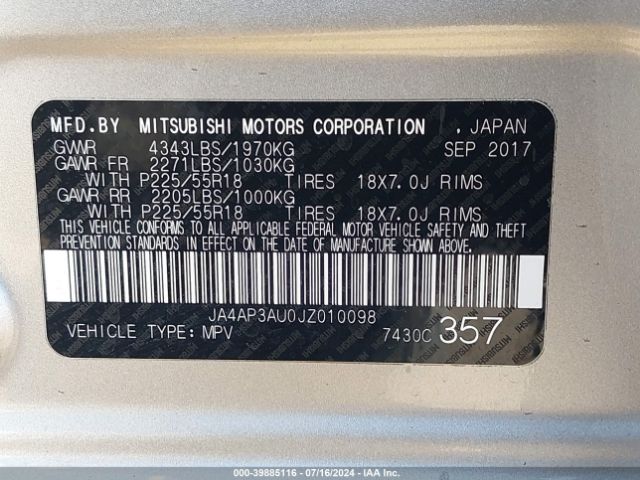 MFD.BY MITSUBISHI MOTORS CORPORATION , JAPAN
GVWR 4343LBS/1970KG SEP 2017
GAWR FR 2271LBS/1030KG
WITH P225/55R18 TIRES 18X7.0J RIMS
GAWR RR 2205LBS/1000KG
WITH P225/55R18 TIRES 18X7.0J RIMS
THIS VEHICLE CONFORMS TO ALL APPLICABLE FEDERAL MOTOR VEHICLE SAFETY AND THEFT
PREVENTION STANDARDS IN EFFECT ON THE DATE OF MANUFACTURE SHOWN ABOVE.
JA4AP3AU0JZ010098
VEHICLE TYPE:MPV 7430C 357
000-39885116 - 07/16/2024 - IAAI.COM